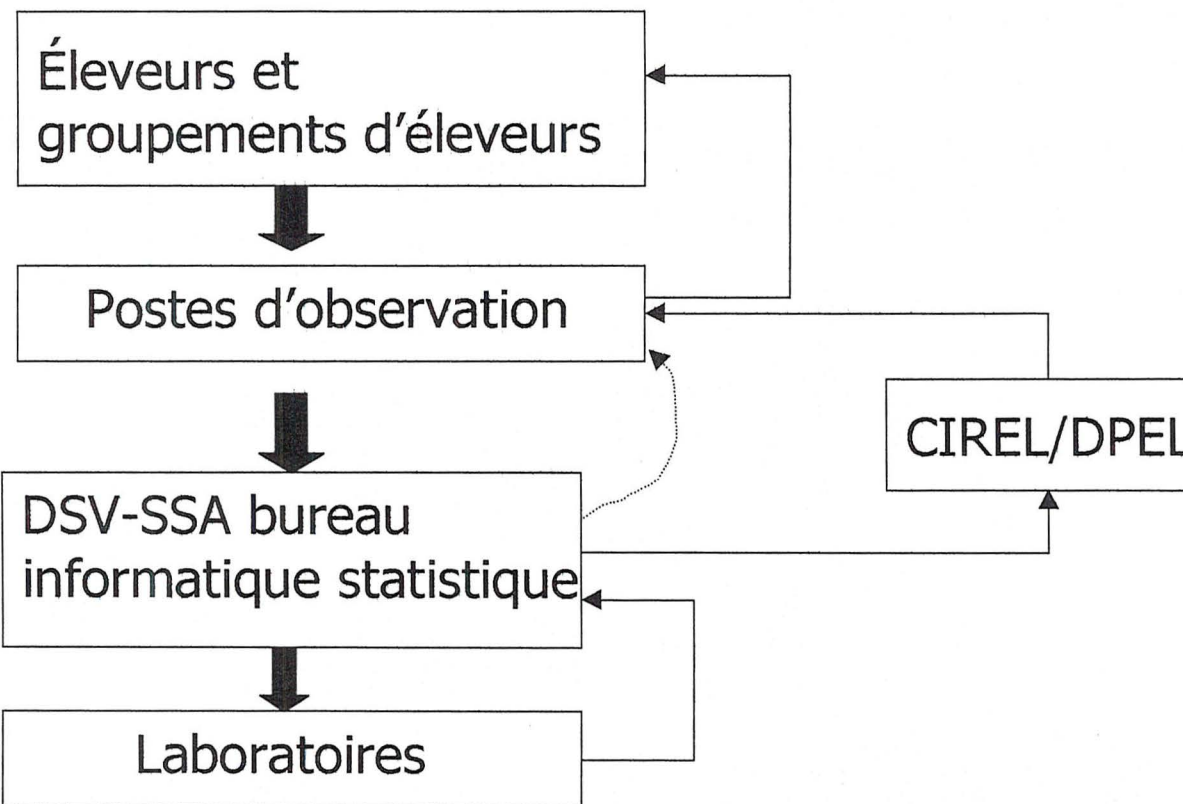 Éleveurs et
groupements d'éleveurs
Postes d'observation
CIREL/DPEL
DSV-SSA bureau
informatique statistique
Laboratoires